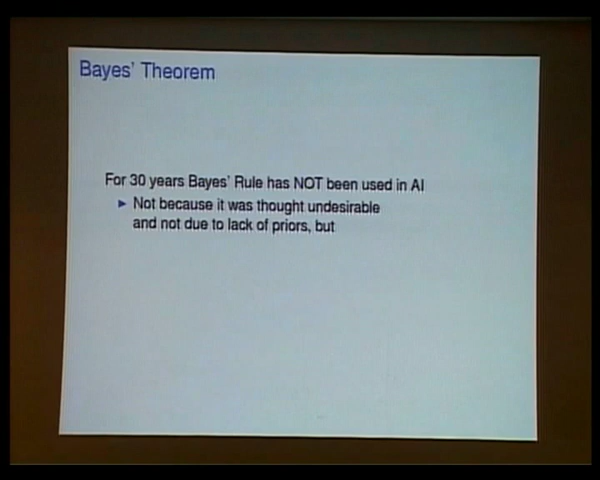 Bayes' Theorem
For 30 years Bayes' Rule has NOT been used in AI
► Not because it was thought undesirable
and not due to lack of priors, but